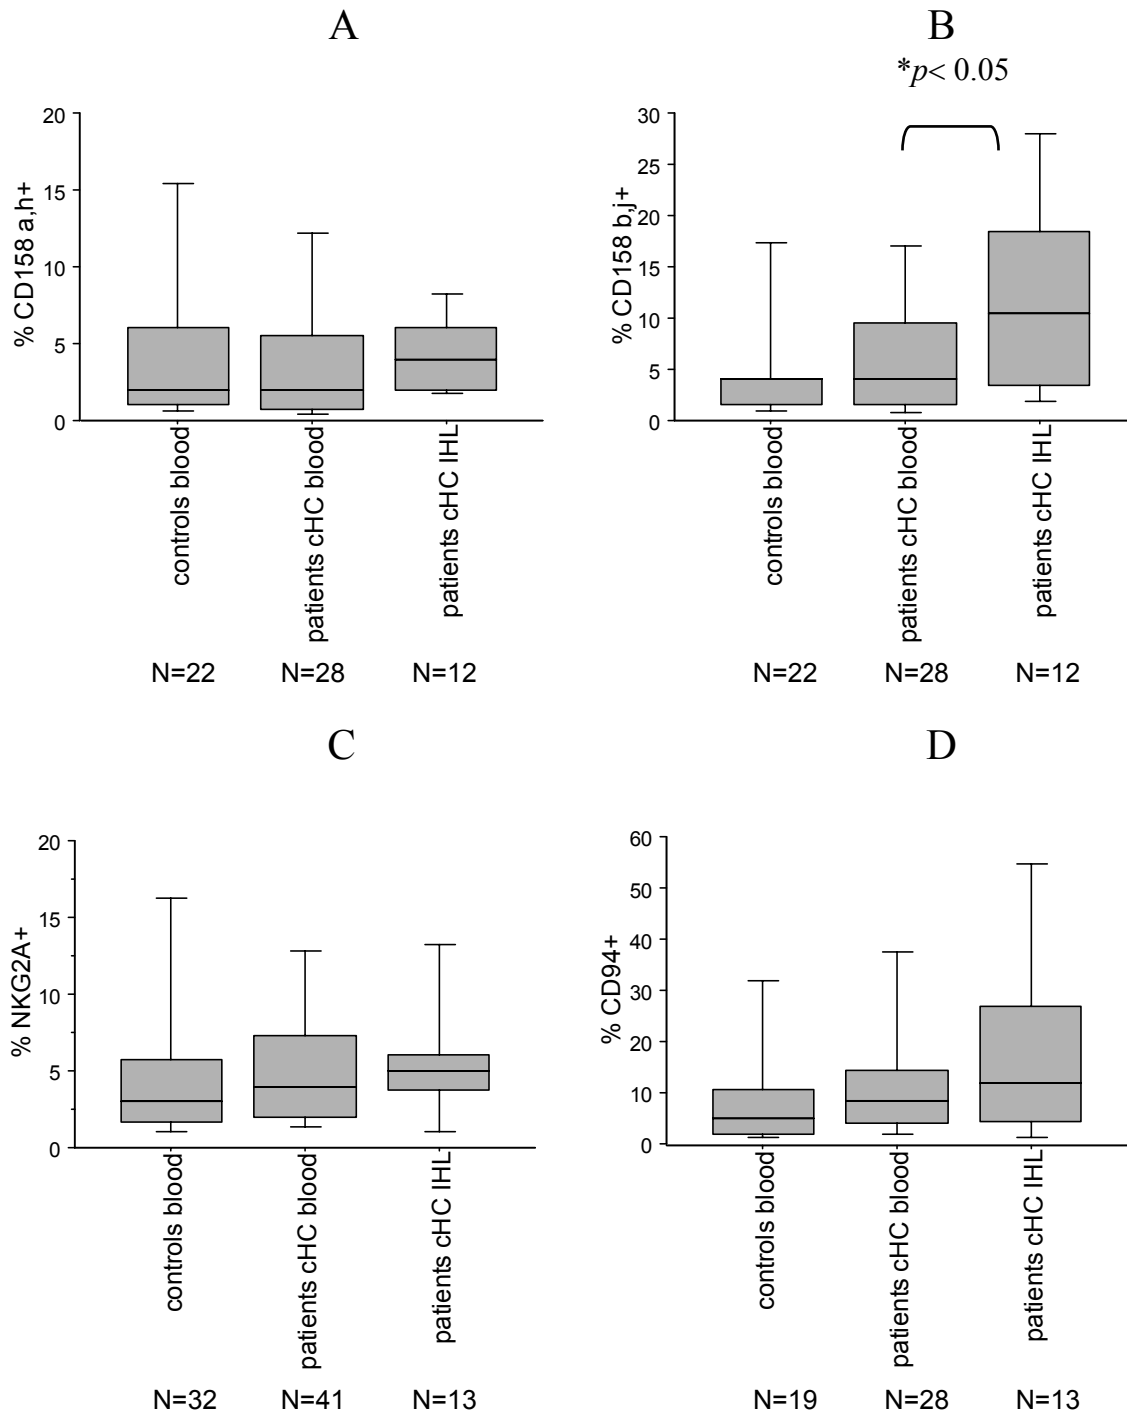 A
% CD158 a,h+
20
15
10
5
0
controls blood
patients cHC blood
patients cHC IHL
N=22 N=28 N=12
B
*p< 0.05
% CD158 b,j+
30
25
20
15
10
5
0
controls blood
patients cHC blood
patients cHC IHL
N=22 N=28 N=12
C
% NKG2A+
20
15
10
5
0
controls blood
patients cHC blood
patients cHC IHL
N=32 N=41 N=13
D
% CD94+
60
50
40
30
20
10
0
controls blood
patients cHC blood
patients cHC IHL
N=19 N=28 N=13